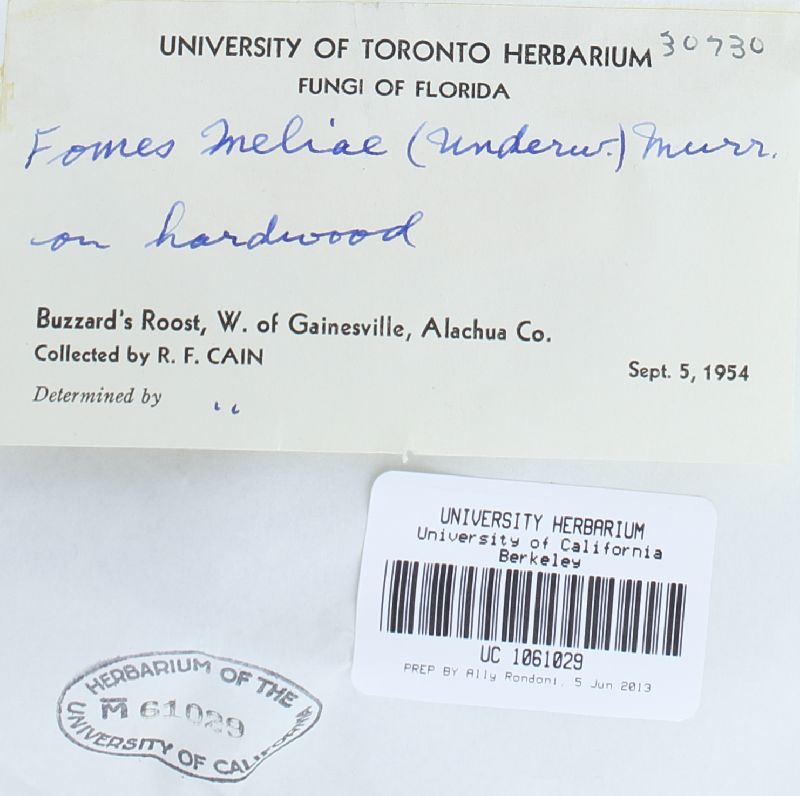 UNIVERSITY OF TORONTO HERBARIUM 30730
FUNGI OF FLORIDA
Fomes Meliae (Underw.) Murr.
on hardwood
Buzzard's Roost, W. of Gainesville, Alachua Co.
Collected by R. F. CAIN
Sept. 5, 1954
Determined by " 
UNIVERSITY HERBARIUM
University of California
Berkeley
UC 1061029
PREP BY Ally Rondoni, 5 Jun 2013
HERBARIUM OF THE
M̅ 61029
UNIVERSITY OF CALIFORNIA